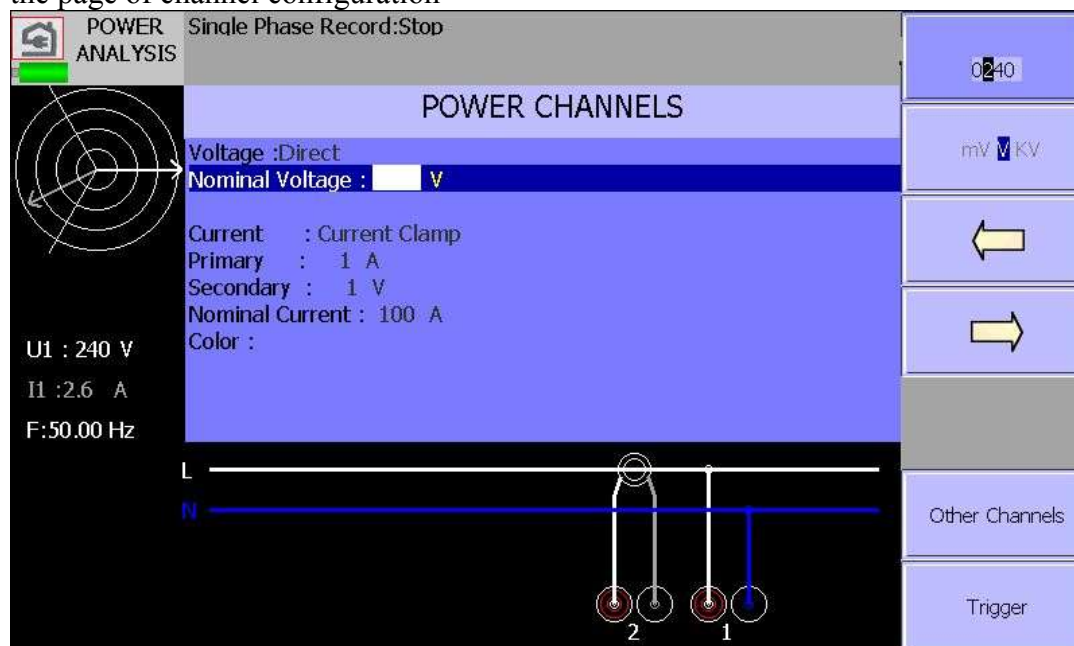 the page of channel configuration
POWER ANALYSIS
Single Phase Record:Stop
0240
POWER CHANNELS
mV V KV
Voltage :Direct
Nominal Voltage : V
Current : Current Clamp
Primary : 1 A
Secondary : 1 V
Nominal Current : 100 A
Color :
U1 : 240 V
I1 :2.6 A
F:50.00 Hz
L
N
2
1
Other Channels
Trigger